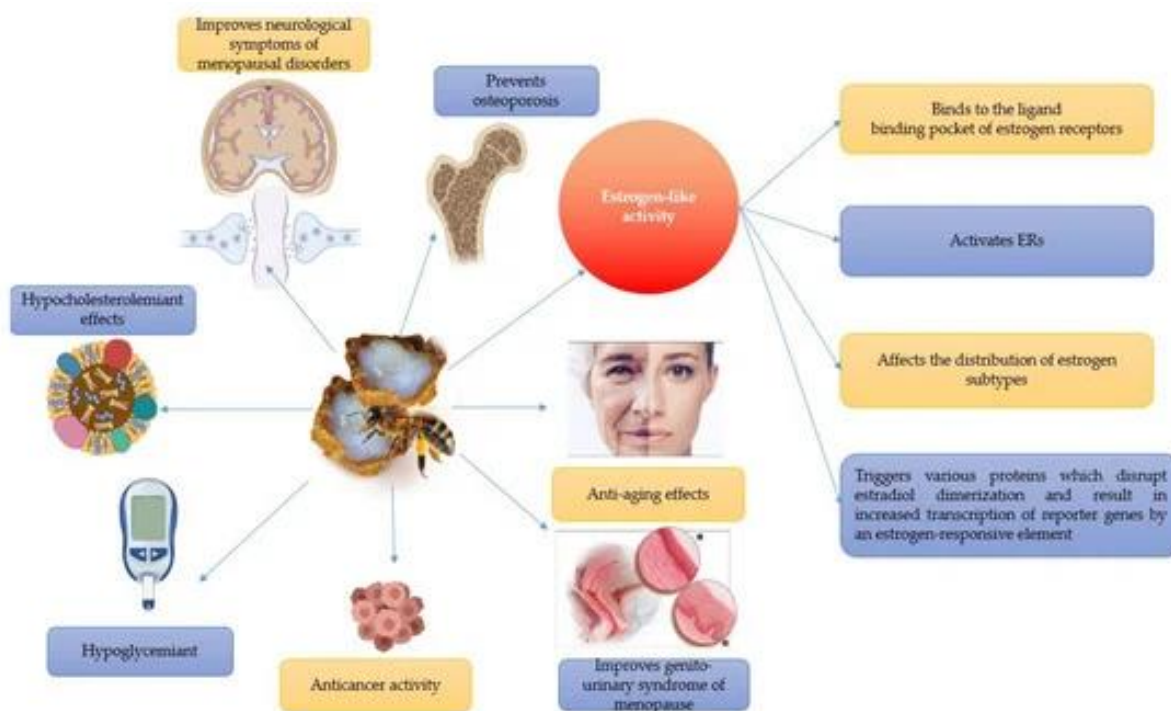 Improves neurological
symptoms of
menopausal disorders
Prevents
osteoporosis
Estrogen-like
activity
Binds to the ligand
binding pocket of estrogen receptors
Activates ERs
Affects the distribution of estrogen
subtypes
Triggers various proteins which disrupt
estradiol dimerization and result in
increased transcription of reporter genes by
an estrogen-responsive element
Hypocholesterolemiant
effects
Anti-aging effects
Hypoglycemiant
Anticancer activity
Improves genito-
urinary syndrome of
menopause